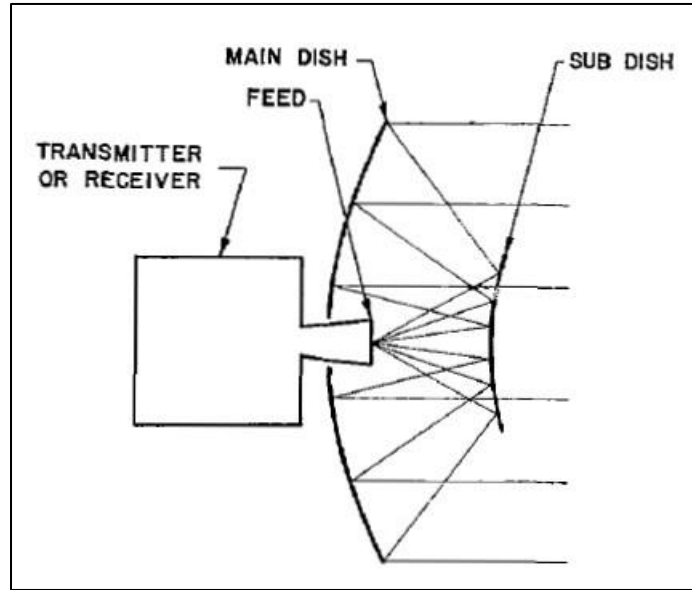 MAIN DISH
SUB DISH
FEED
TRANSMITTER
OR RECEIVER